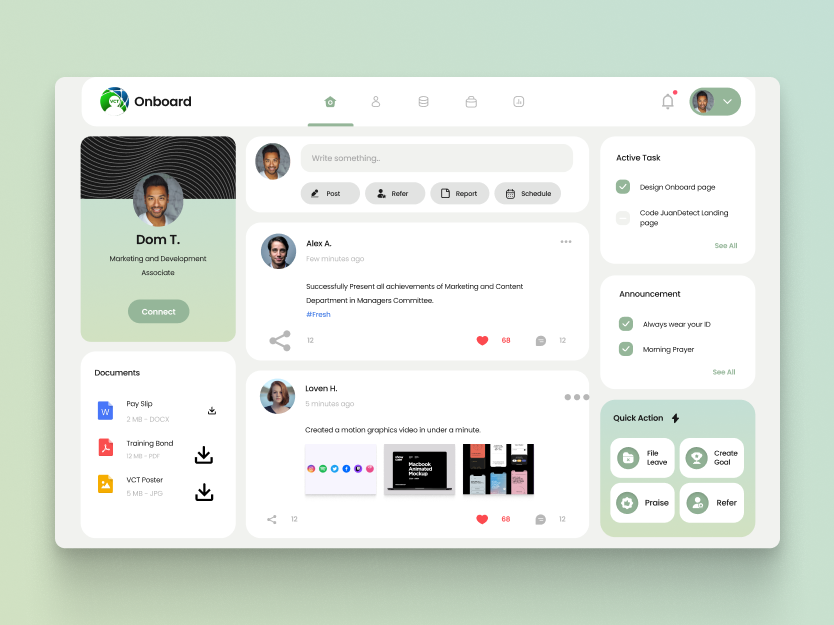 VCT
Onboard
Dom T.
Marketing and Development
Associate
Connect
Documents
W
Pay Slip
2 MB - DOCX
Training Bond
12 MB - PDF
VCT Poster
5 MB - JPG
Write something..
Post
Refer
Report
Schedule
Alex A.
Few minutes ago
Successfully Present all achievements of Marketing and Content
Department in Managers Committee.
#Fresh
12
68
12
Loven H.
5 minutes ago
Created a motion graphics video in under a minute.
Macbook
Animated
Mockup
12
68
12
Active Task
Design Onboard page
Code JuanDetect Landing
page
See All
Announcement
Always wear your ID
Morning Prayer
See All
Quick Action
File
Leave
Create
Goal
Praise
Refer